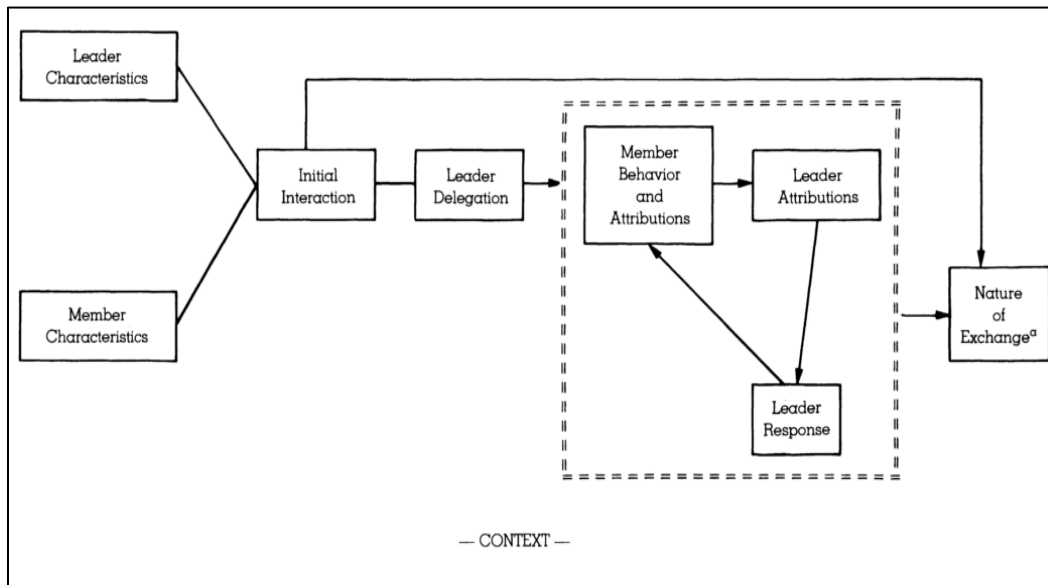 Leader
Characteristics
Member
Characteristics
Initial
Interaction
Leader
Delegation
Member
Behavior
and
Attributions
Leader
Attributions
Leader
Response
Nature
of
Exchangeᵅ
— CONTEXT —